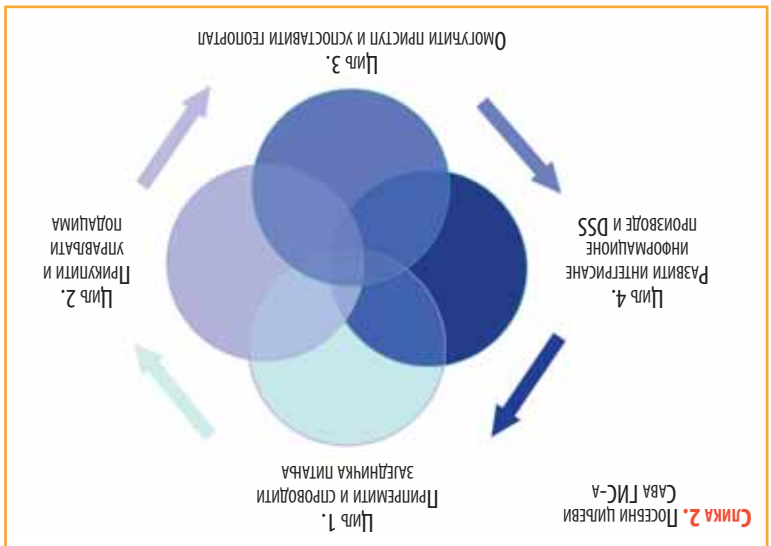 Слика 2. Посебни циљеви
Сава ГИС-а
Циљ 1.
Припремити и спроводити
заједничка питања
Циљ 2.
Прикупити и
управљати
подацима
Циљ 3.
Омогућити приступ и успоставити геопортал
Циљ 4.
Развити интегрисане
информационе
производе и DSS